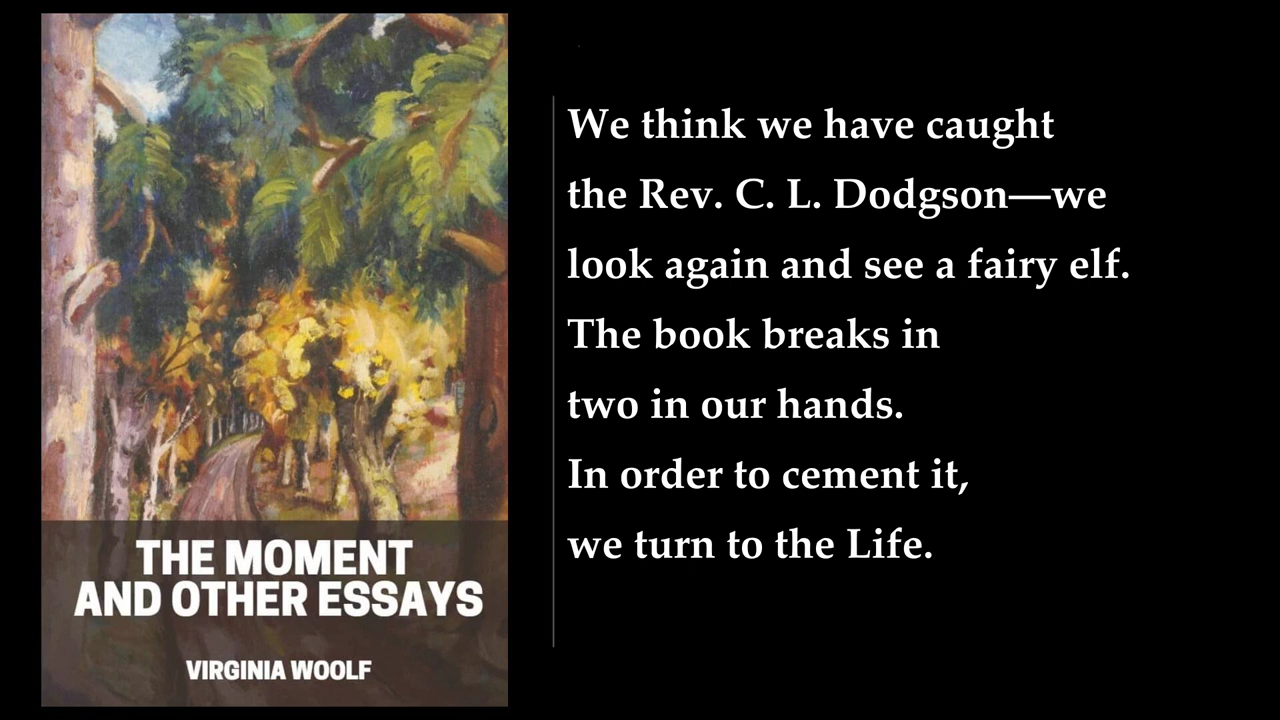 THE MOMENT
AND OTHER ESSAYS
VIRGINIA WOOLF
We think we have caught
the Rev. C. L. Dodgson—we
look again and see a fairy elf.
The book breaks in
two in our hands.
In order to cement it,
we turn to the Life.